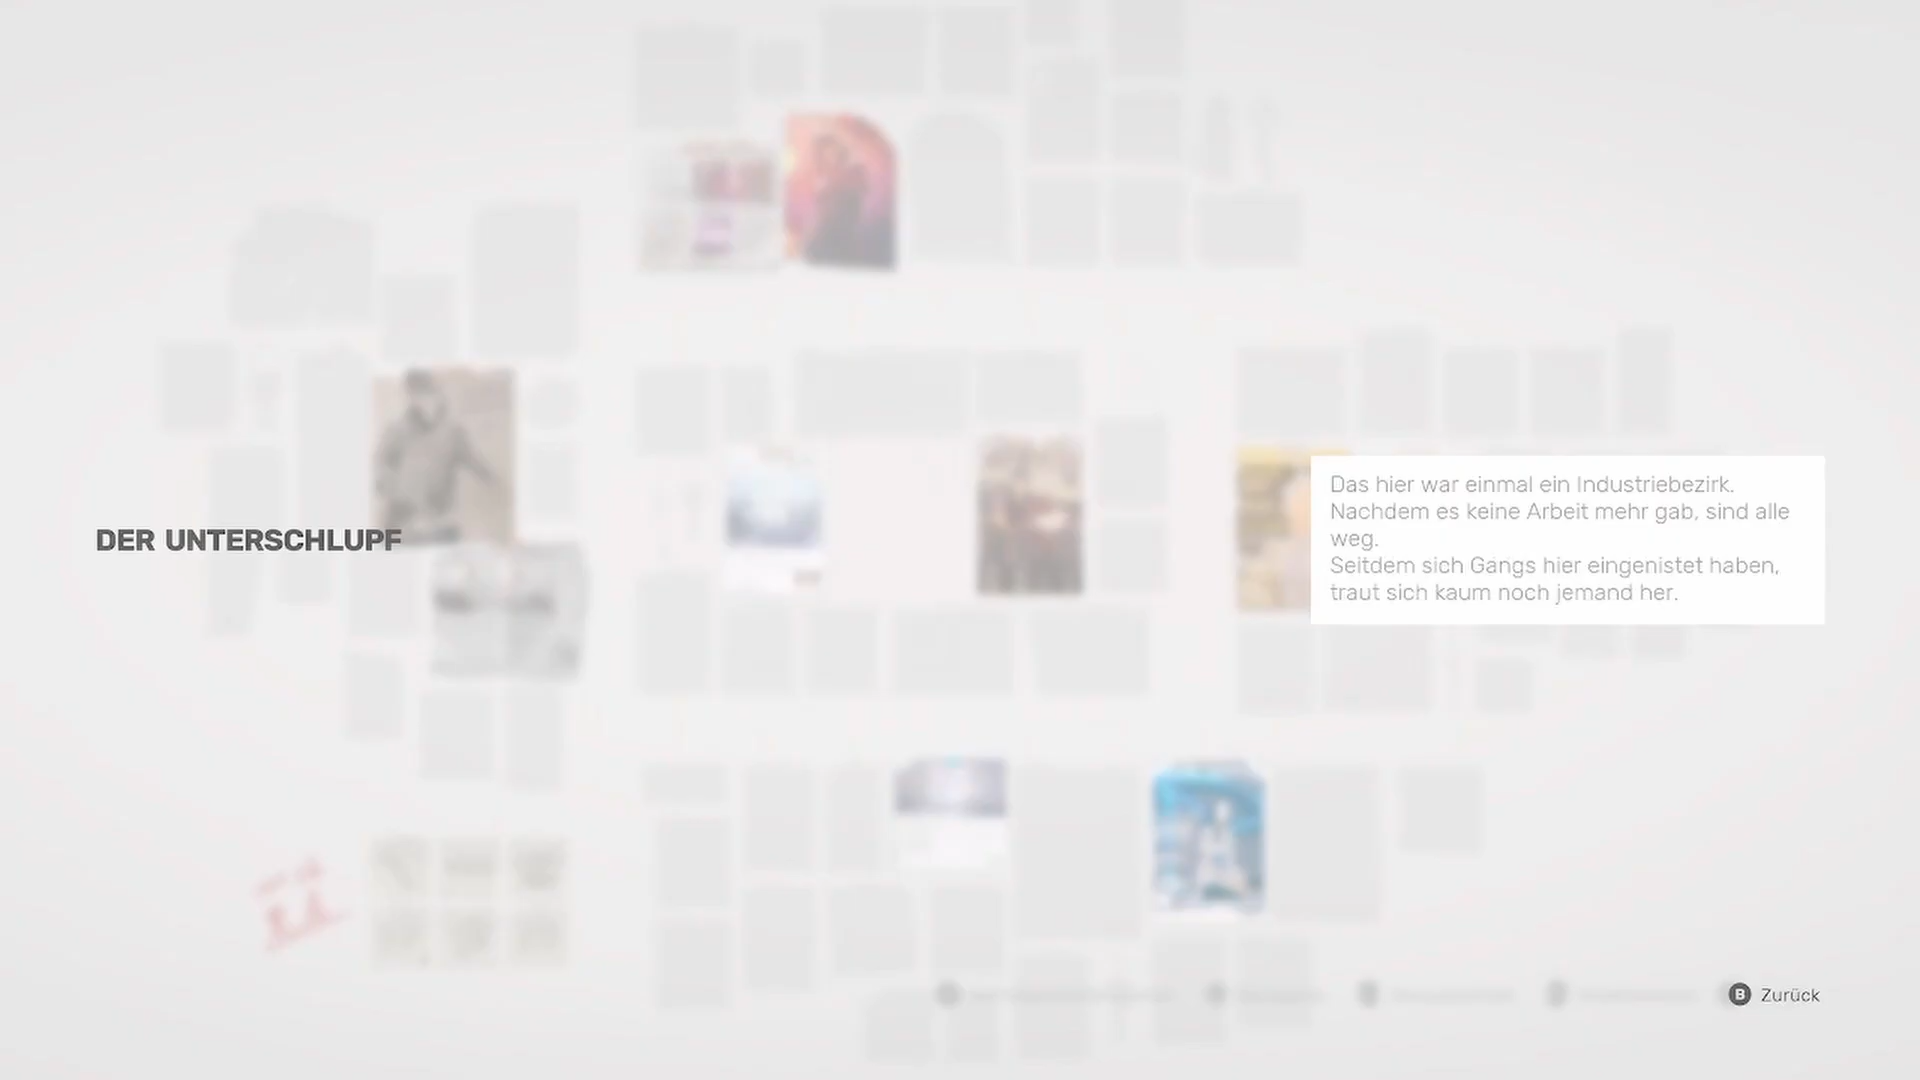 DER UNTERSCHLUPF
Das hier war einmal ein Industriebezirk.
Nachdem es keine Arbeit mehr gab, sind alle
weg.
Seitdem sich Gangs hier eingenistet haben,
traut sich kaum noch jemand her.
B Zurück